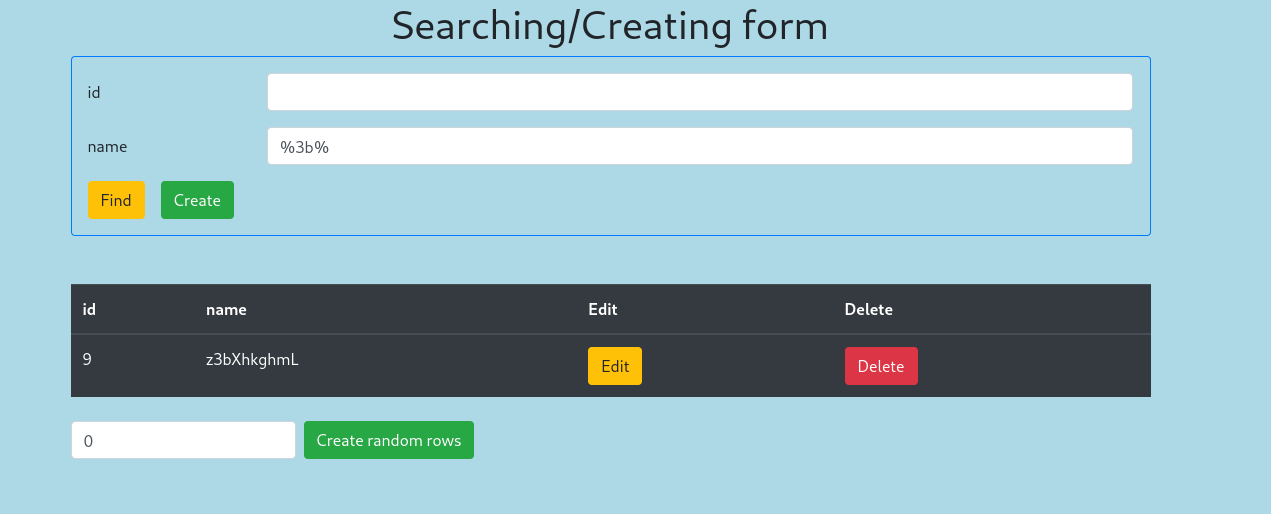 Searching/Creating form
id
name %3b%
Find Create
id name Edit Delete
9 z3bXhkghmL Edit Delete
0 Create random rows